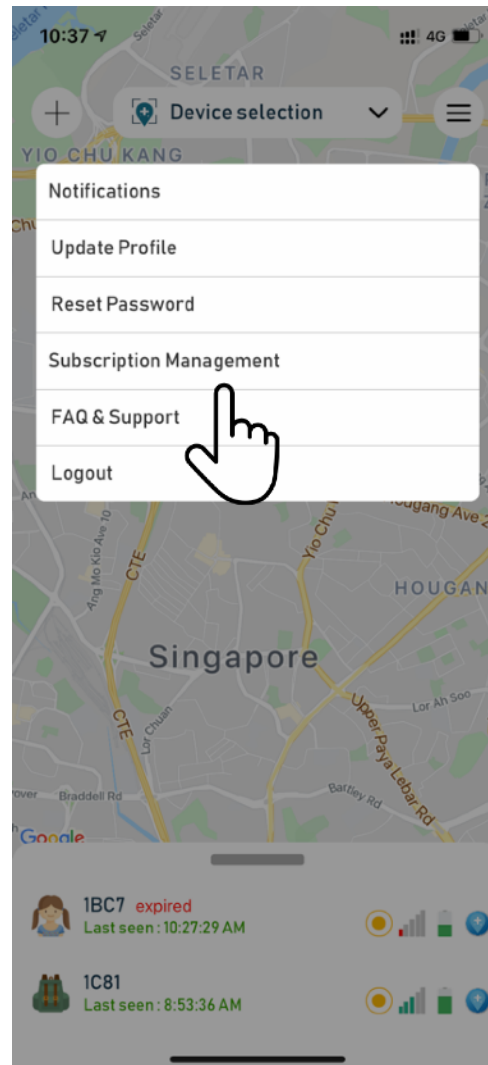 10:37
4G
SELETAR
Device selection
YIO CHU KANG
Notifications
Update Profile
Reset Password
Subscription Management
FAQ & Support
Logout
Ang Mo Kio Ave 10
CTE
Yio Chu
ougang Ave 2
HOUGAN
Singapore
CTE
Lor Chuan
Upper Paya Lebar Rd
Lor Ah Soo
Braddell Rd
Bartley Rd
Google
1BC7 expired
Last seen : 10:27:29 AM
1C81
Last seen : 8:53:36 AM